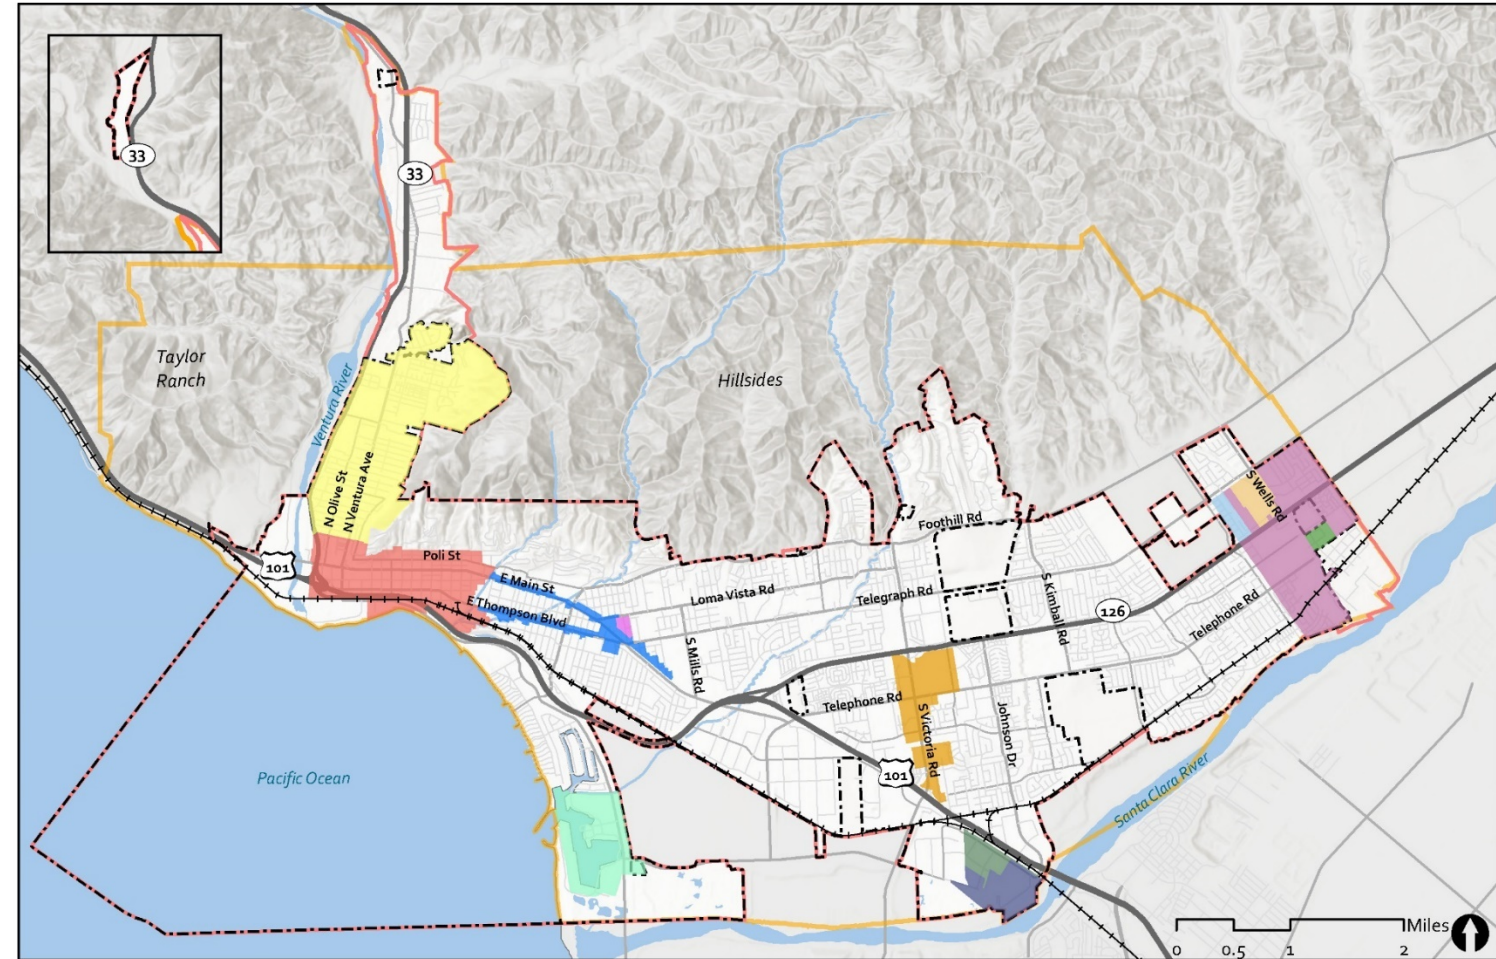 33
33
Taylor
Ranch
Ventura River
Hillsides
N Olive St
N Ventura Ave
S Wells Rd
Foothill Rd
101
Poli St
E Main St
E Thompson Blvd
Loma Vista Rd
Telegraph Rd
S Kimball Rd
126
Telephone Rd
S Mills Rd
Telephone Rd
S Victoria Rd
Johnson Dr
101
Pacific Ocean
Santa Clara River
Miles
0 0.5 1 2